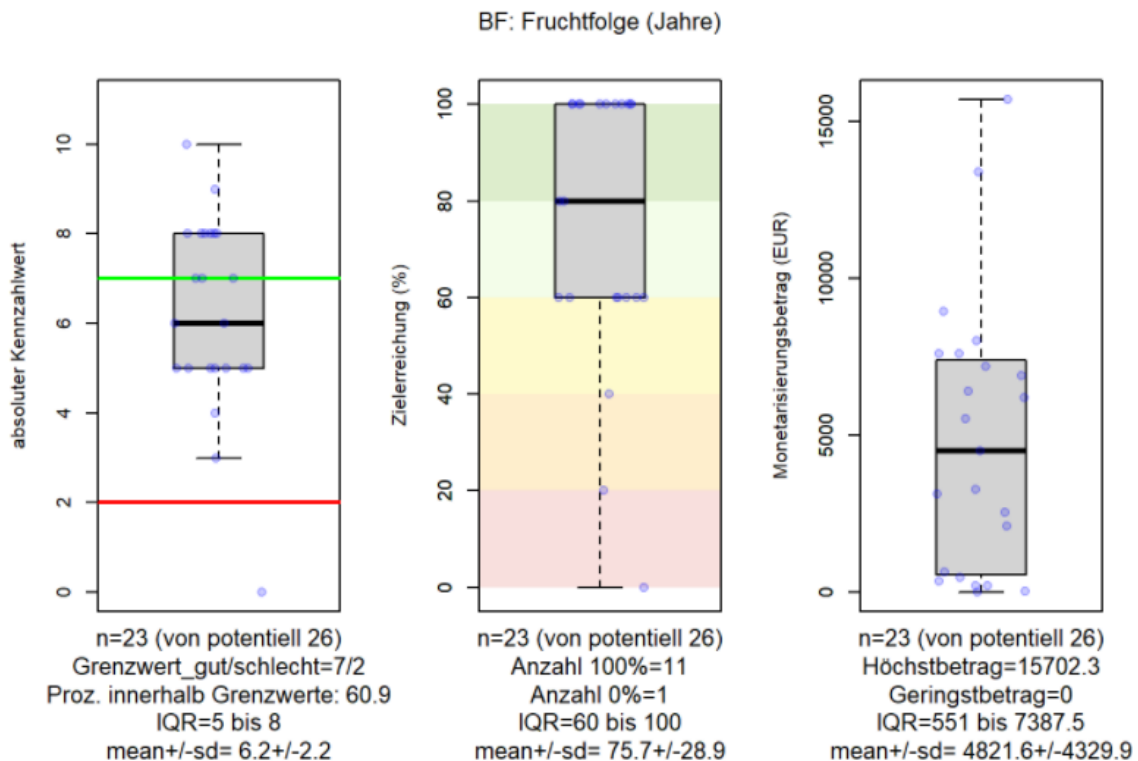 BF: Fruchtfolge (Jahre)
absoluter Kennzahlwert
10
8
6
4
2
0
n=23 (von potentiell 26)
Grenzwert_gut/schlecht=7/2
Proz. innerhalb Grenzwerte: 60.9
IQR=5 bis 8
mean+/-sd= 6.2+/-2.2
Zielerreichung (%)
100
80
60
40
20
0
n=23 (von potentiell 26)
Anzahl 100%=11
Anzahl 0%=1
IQR=60 bis 100
mean+/-sd= 75.7+/-28.9
Monetarisierungsbetrag (EUR)
15000
10000
5000
0
n=23 (von potentiell 26)
Höchstbetrag=15702.3
Geringstbetrag=0
IQR=551 bis 7387.5
mean+/-sd= 4821.6+/-4329.9